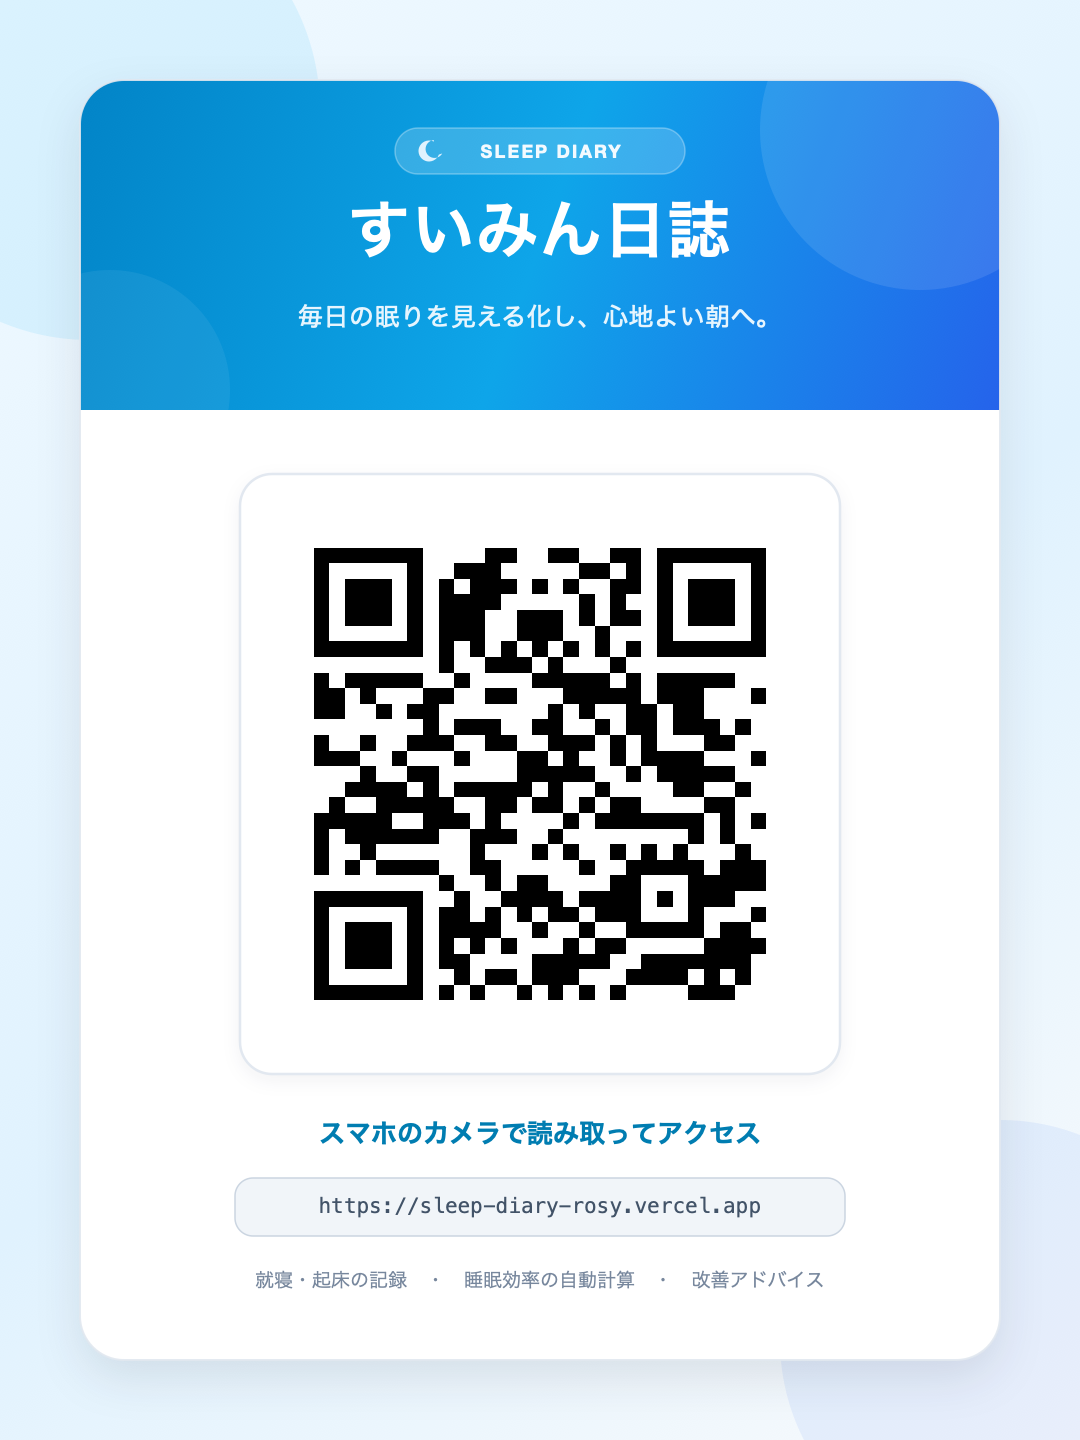 SLEEP DIARY
すいみん日誌
毎日の眠りを見える化し、心地よい朝へ。
スマホのカメラで読み取ってアクセス
https://sleep-diary-rosy.vercel.app
就寝・起床の記録 ・ 睡眠効率の自動計算 ・ 改善アドバイス